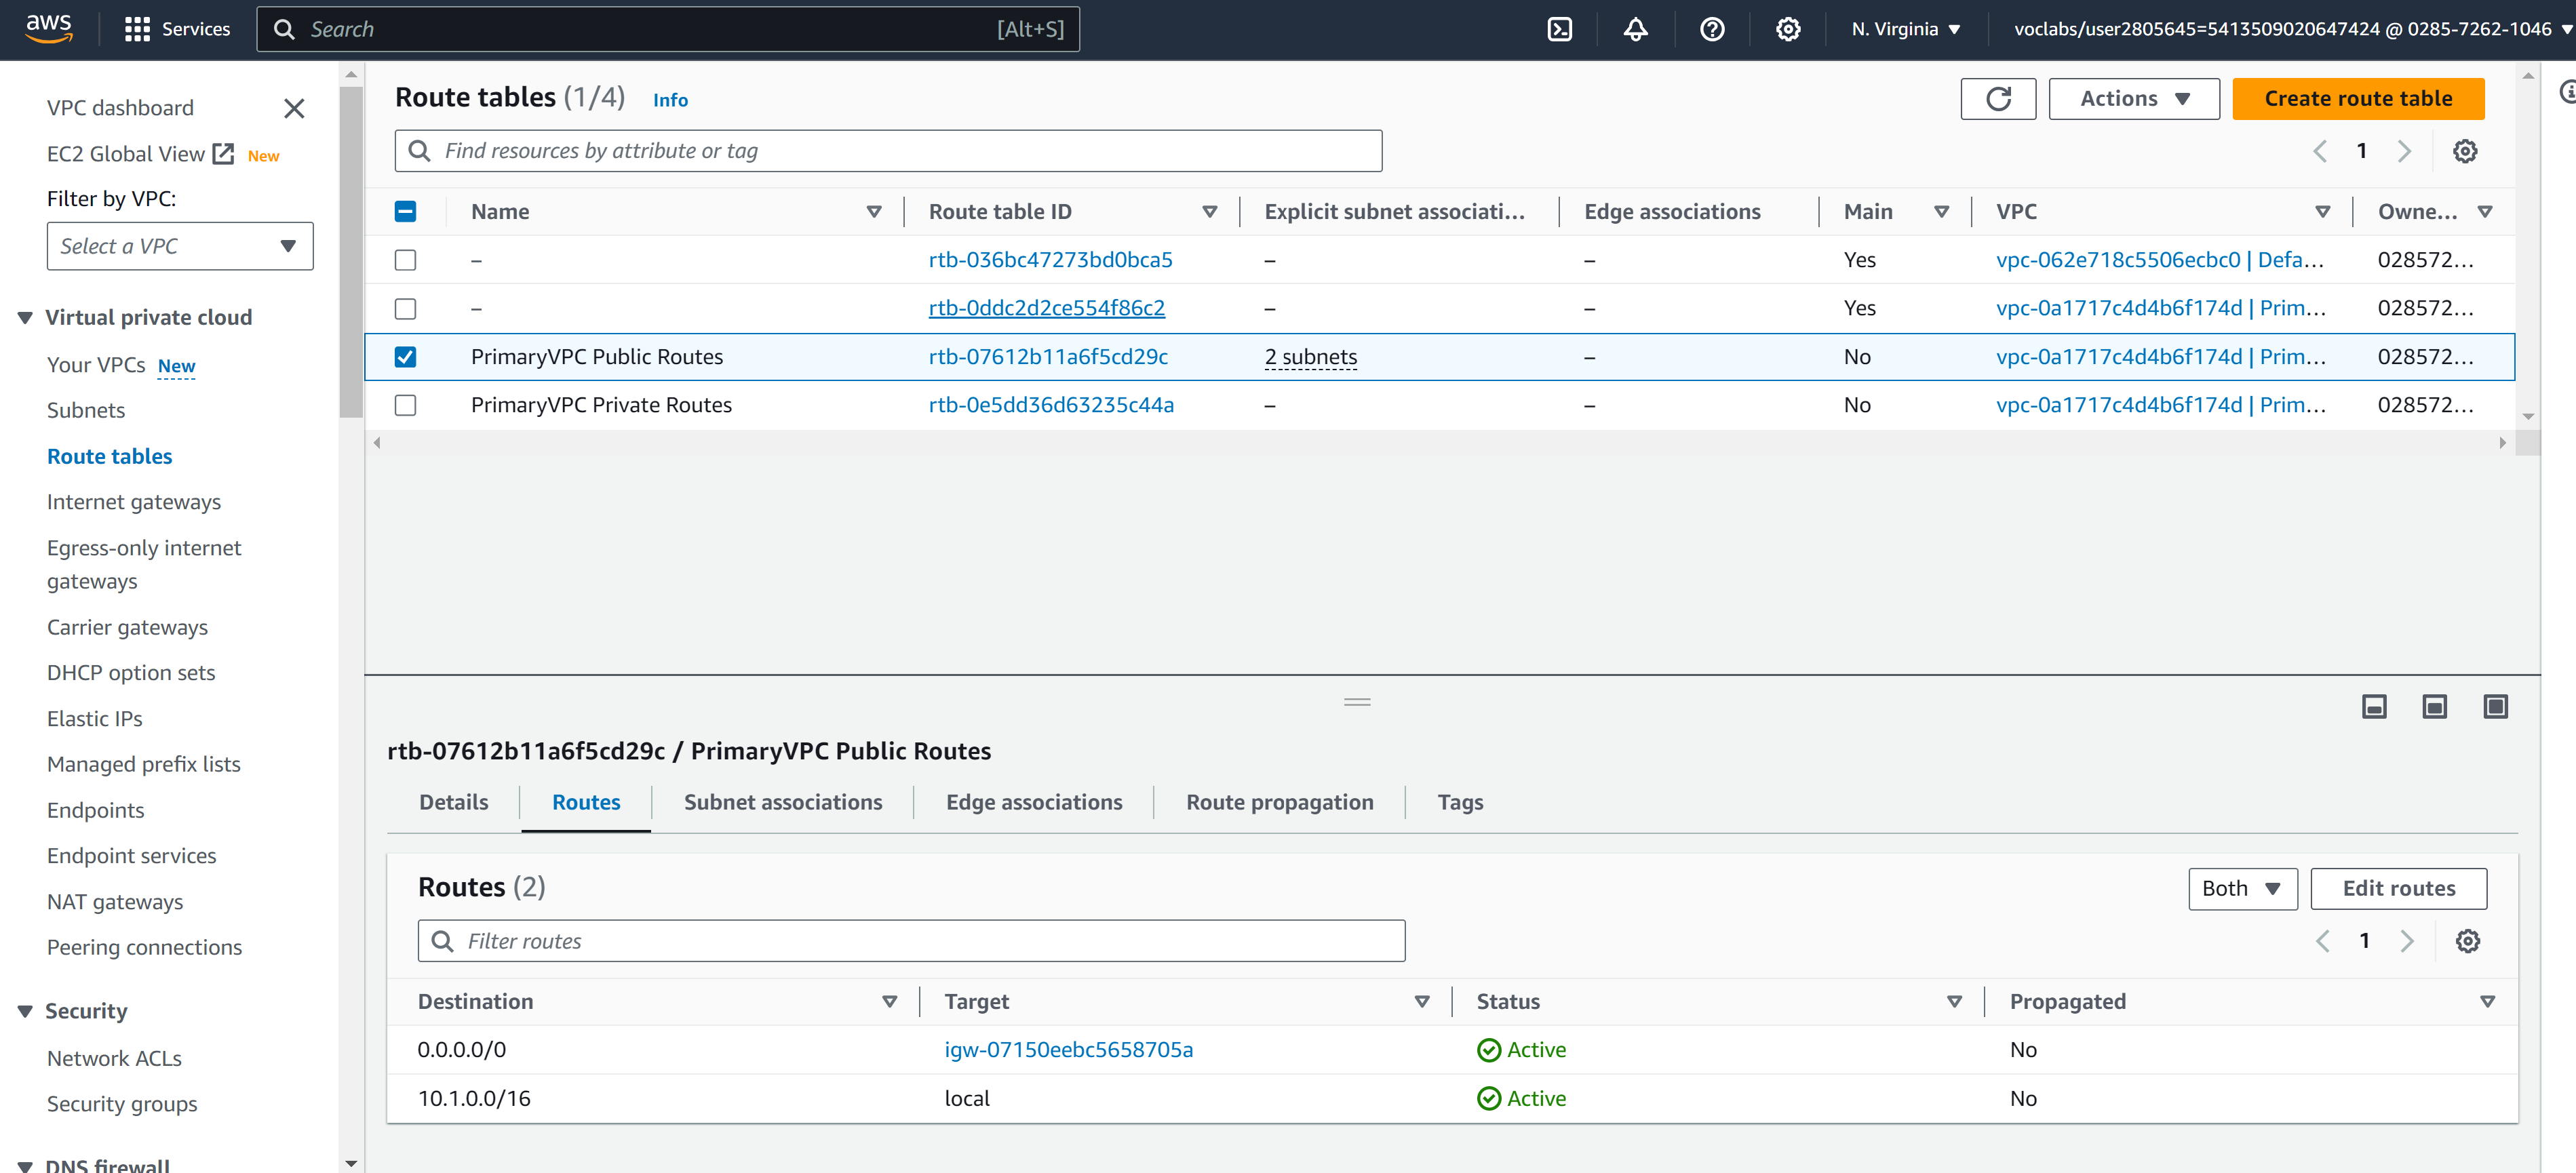 aws
Services
Search
[Alt+S]
N. Virginia
voclabs/user2805645=5413509020647424 @ 0285-7262-1046
VPC dashboard
EC2 Global View
New
Filter by VPC:
Select a VPC
Virtual private cloud
Your VPCs New
Subnets
Route tables
Internet gateways
Egress-only internet
gateways
Carrier gateways
DHCP option sets
Elastic IPs
Managed prefix lists
Endpoints
Endpoint services
NAT gateways
Peering connections
Security
Network ACLs
Security groups
DNS firewall
Route tables (1/4) Info
Actions
Create route table
Find resources by attribute or tag
1
Name Route table ID Explicit subnet associati... Edge associations Main VPC Owne...
– rtb-036bc47273bd0bca5 – – Yes vpc-062e718c5506ecbc0 | Defa... 028572...
– rtb-0ddc2d2ce554f86c2 – – Yes vpc-0a1717c4d4b6f174d | Prim... 028572...
PrimaryVPC Public Routes rtb-07612b11a6f5cd29c 2 subnets – No vpc-0a1717c4d4b6f174d | Prim... 028572...
PrimaryVPC Private Routes rtb-0e5dd36d63235c44a – – No vpc-0a1717c4d4b6f174d | Prim... 028572...
rtb-07612b11a6f5cd29c / PrimaryVPC Public Routes
Details Routes Subnet associations Edge associations Route propagation Tags
Routes (2)
Both
Edit routes
Filter routes
1
Destination Target Status Propagated
0.0.0.0/0 igw-07150eebc5658705a Active No
10.1.0.0/16 local Active No